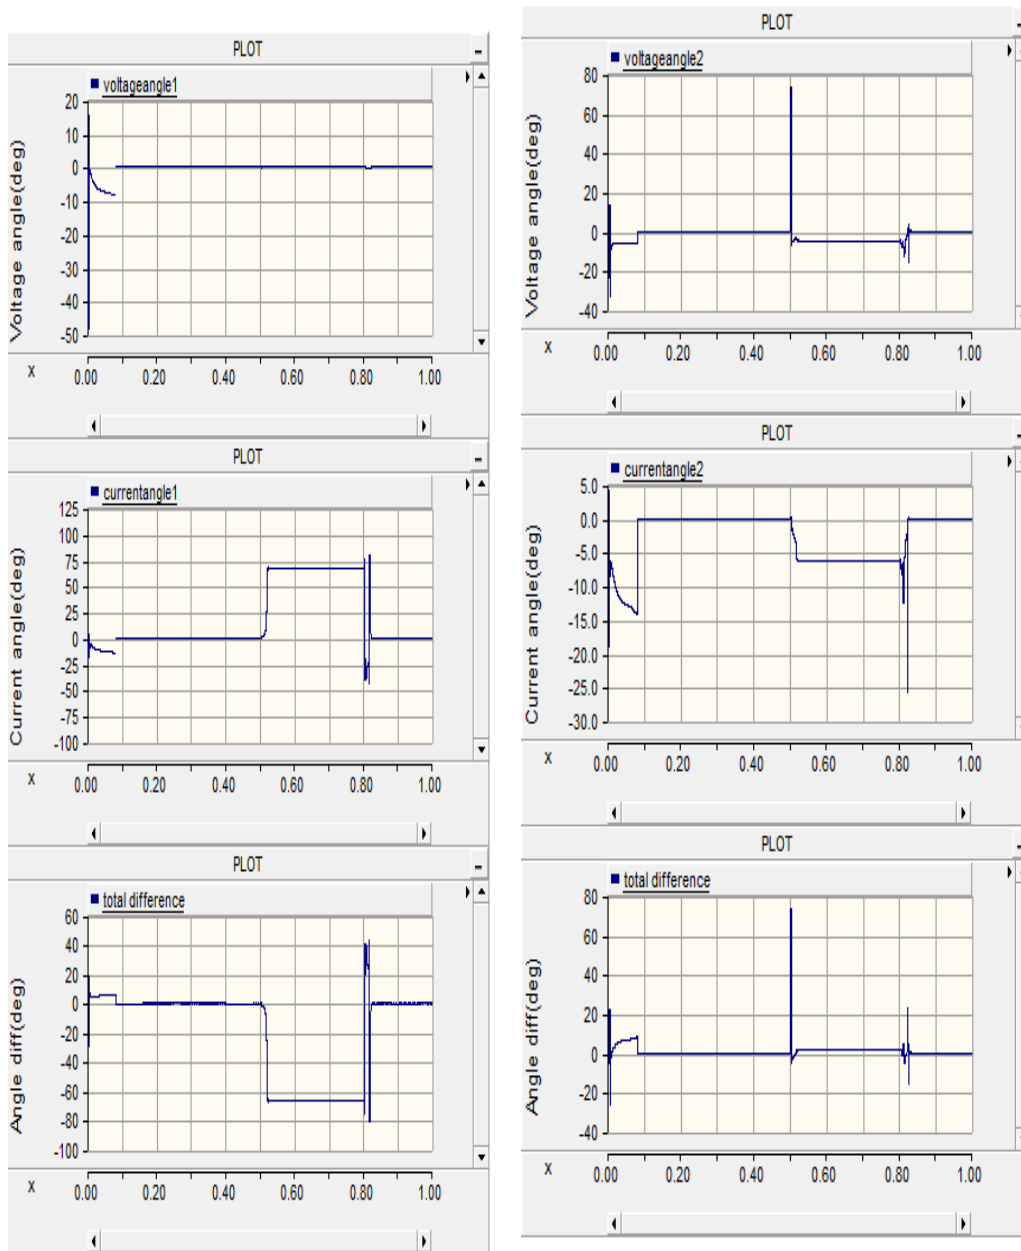 PLOT
voltageangle1
Voltage angle(deg)
20
10
0
-10
-20
-30
-40
-50
x
0.00 0.20 0.40 0.60 0.80 1.00
PLOT
currentangle1
Current angle(deg)
125
100
75
50
25
0
-25
-50
-75
-100
x
0.00 0.20 0.40 0.60 0.80 1.00
PLOT
total difference
Angle diff(deg)
60
40
20
0
-20
-40
-60
-80
-100
x
0.00 0.20 0.40 0.60 0.80 1.00
PLOT
voltageangle2
Voltage angle(deg)
80
60
40
20
0
-20
-40
x
0.00 0.20 0.40 0.60 0.80 1.00
PLOT
currentangle2
Current angle(deg)
5.0
0.0
-5.0
-10.0
-15.0
-20.0
-25.0
-30.0
x
0.00 0.20 0.40 0.60 0.80 1.00
PLOT
total difference
Angle diff(deg)
80
60
40
20
0
-20
-40
x
0.00 0.20 0.40 0.60 0.80 1.00